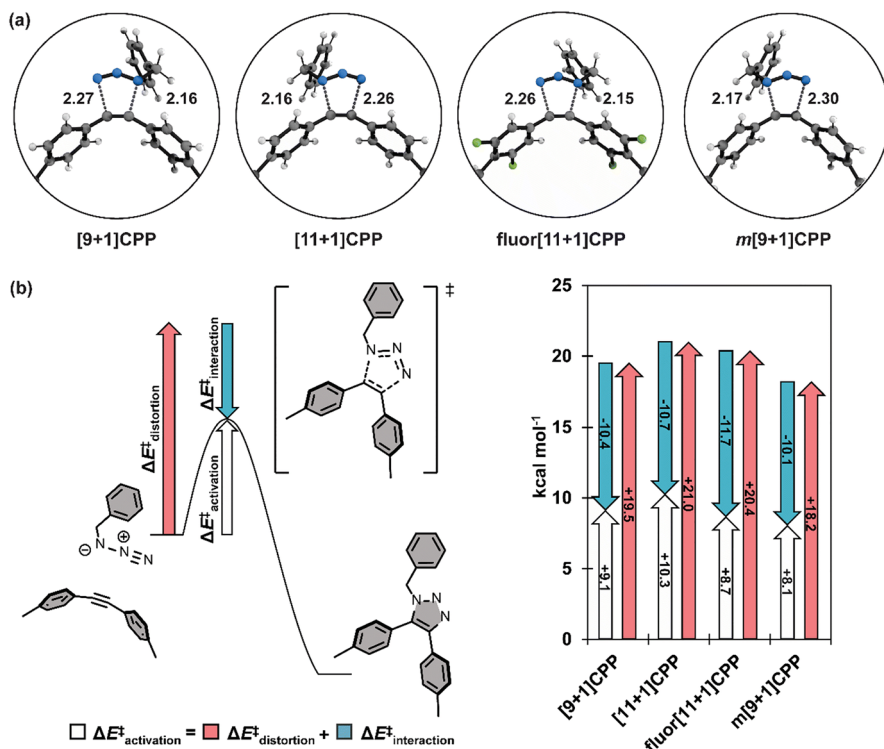 (a)
2.27 2.16
2.16 2.26
2.26 2.15
2.17 2.30
[9+1]CPP
[11+1]CPP
fluor[11+1]CPP
m[9+1]CPP
(b)
ΔE‡distortion
ΔE‡interaction
ΔE‡activation
‡
N N N
⊖ N ⊕ N≡N
N N N
ΔE‡activation = ΔE‡distortion + ΔE‡interaction
kcal mol-1
25
20
15
10
5
0
-10.4
+9.1
+19.5
-10.7
+10.3
+21.0
-11.7
+8.7
+20.4
-10.1
+8.1
+18.2
[9+1]CPP
[11+1]CPP
fluor[11+1]CPP
m[9+1]CPP